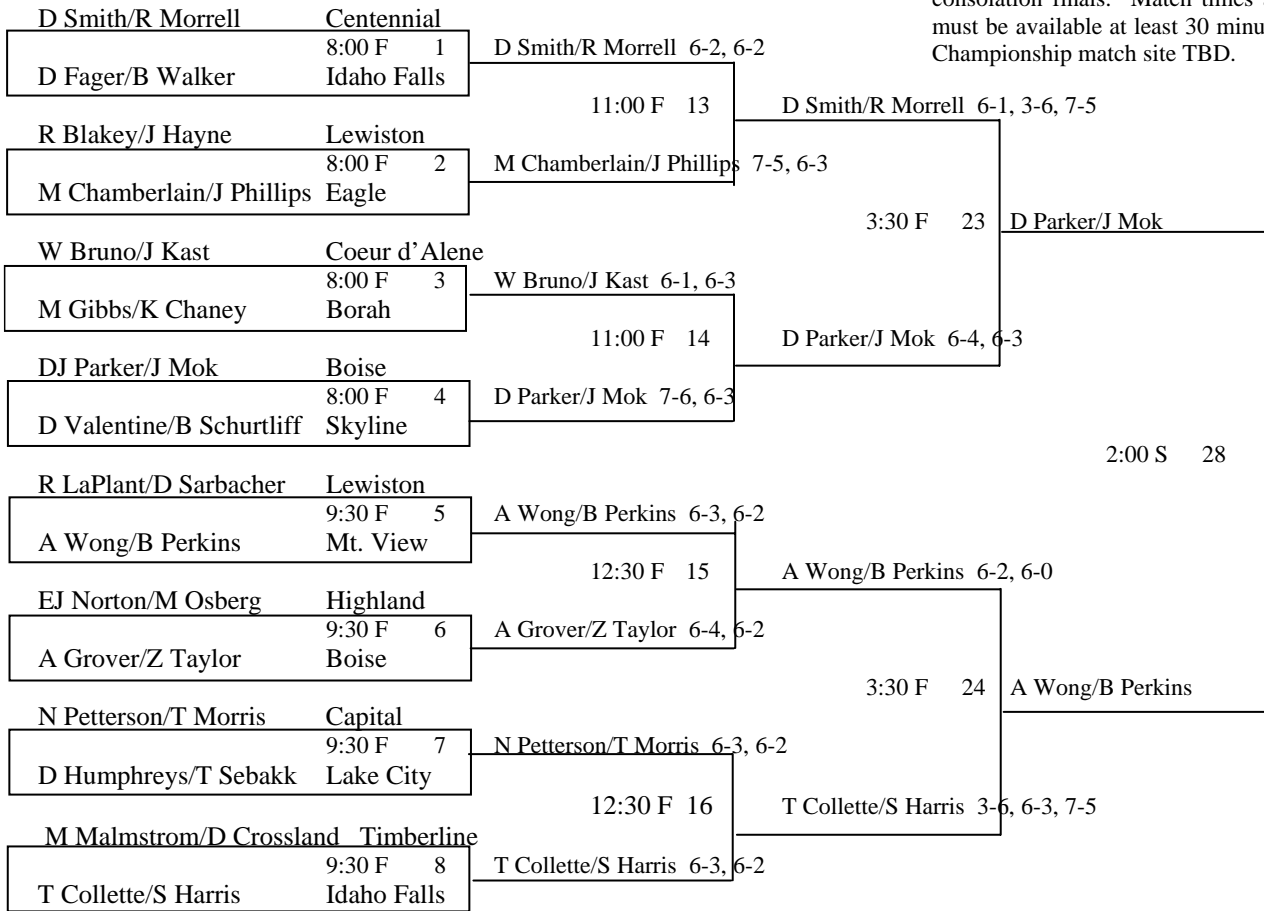 consolation finals. Match times
must be available at least 30
Championship match site TBD.
D Smith/R Morrell Centennial
8:00 F 1
D Fager/B Walker Idaho Falls
D Smith/R Morrell 6-2, 6-2
11:00 F 13
D Smith/R Morrell 6-1, 3-6, 7-5
R Blakey/J Hayne Lewiston
8:00 F 2
M Chamberlain/J Phillips Eagle
M Chamberlain/J Phillips 7-5, 6-3
3:30 F 23
D Parker/J Mok
W Bruno/J Kast Coeur d’Alene
8:00 F 3
M Gibbs/K Chaney Borah
W Bruno/J Kast 6-1, 6-3
11:00 F 14
D Parker/J Mok 6-4, 6-3
DJ Parker/J Mok Boise
8:00 F 4
D Valentine/B Schurtliff Skyline
D Parker/J Mok 7-6, 6-3
2:00 S 28
R LaPlant/D Sarbacher Lewiston
9:30 F 5
A Wong/B Perkins Mt. View
A Wong/B Perkins 6-3, 6-2
12:30 F 15
A Wong/B Perkins 6-2, 6-0
EJ Norton/M Osberg Highland
9:30 F 6
A Grover/Z Taylor Boise
A Grover/Z Taylor 6-4, 6-2
3:30 F 24
A Wong/B Perkins
N Petterson/T Morris Capital
9:30 F 7
D Humphreys/T Sebakk Lake City
N Petterson/T Morris 6-3, 6-2
12:30 F 16
T Collette/S Harris 3-6, 6-3, 7-5
M Malmstrom/D Crossland Timberline
9:30 F 8
T Collette/S Harris Idaho Falls
T Collette/S Harris 6-3, 6-2